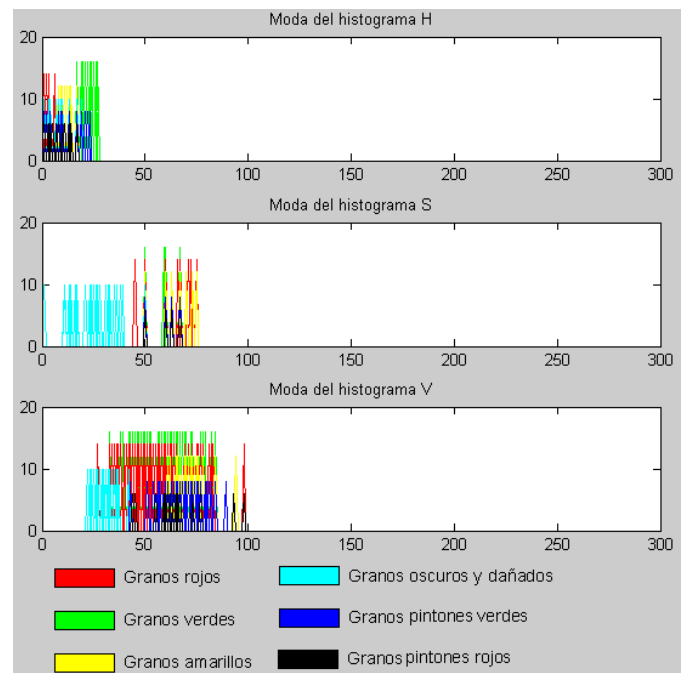 Moda del histograma H
20
10
0
0 50 100 150 200 250 300
Moda del histograma S
20
10
0
0 50 100 150 200 250 300
Moda del histograma V
20
10
0
0 50 100 150 200 250 300
Granos rojos
Granos oscuros y dañados
Granos verdes
Granos pintones verdes
Granos amarillos
Granos pintones rojos